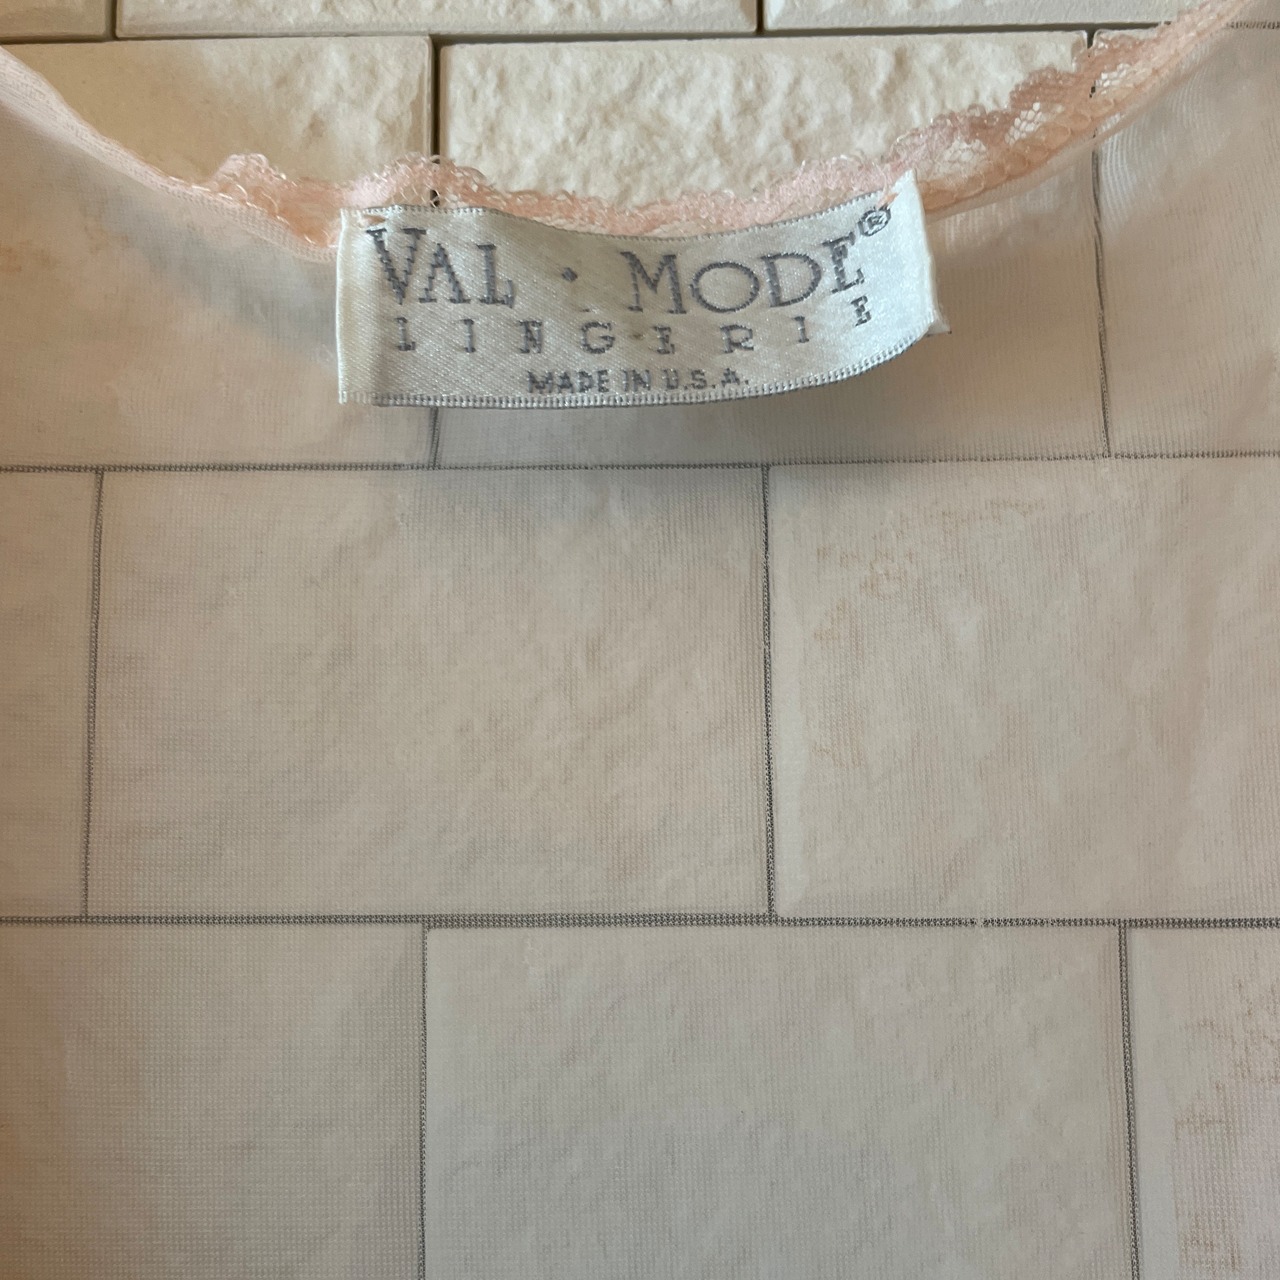 VAL · MODE®
LINGERIE
MADE IN U.S.A.